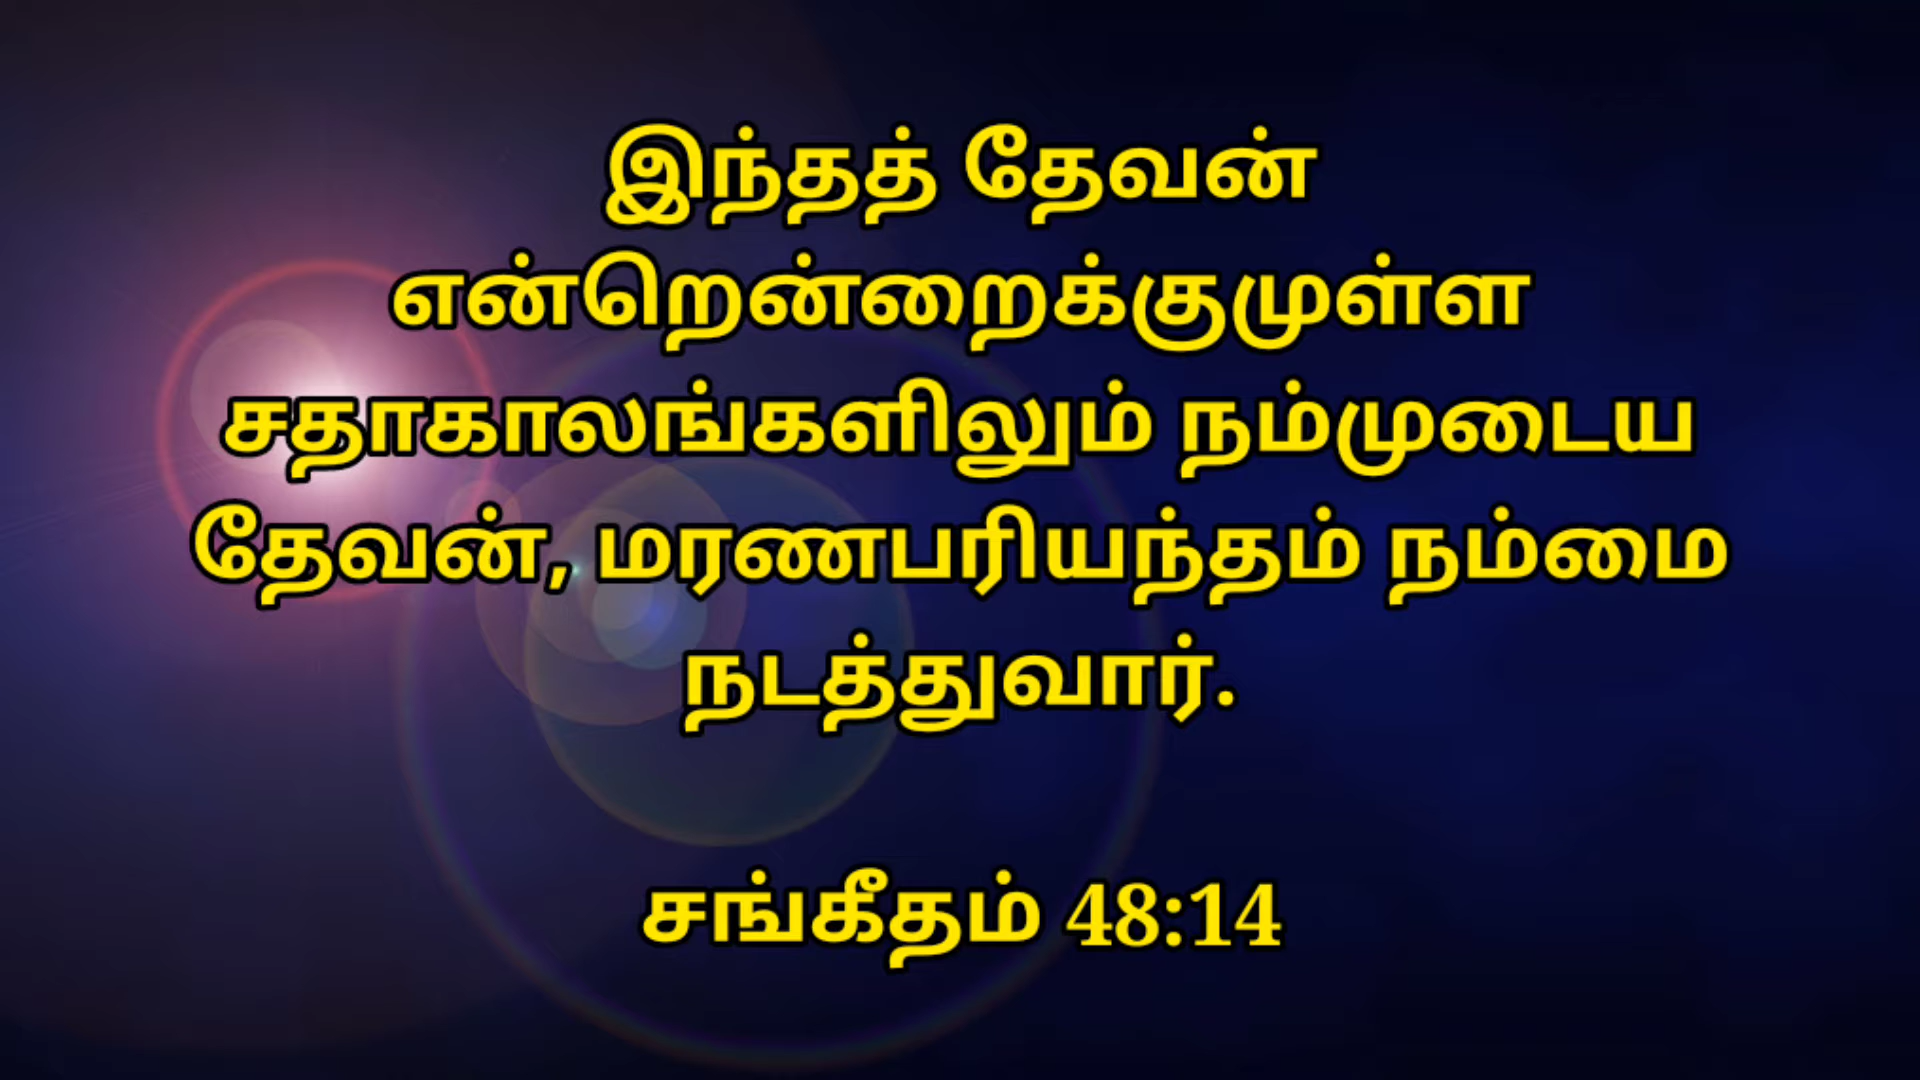 இந்தத் தேவன்
என்றென்றைக்குமுள்ள
சதாகாலங்களிலும் நம்முடைய
தேவன், மரணபரியந்தம் நம்மை
நடத்துவார்.
சங்கீதம் 48:14